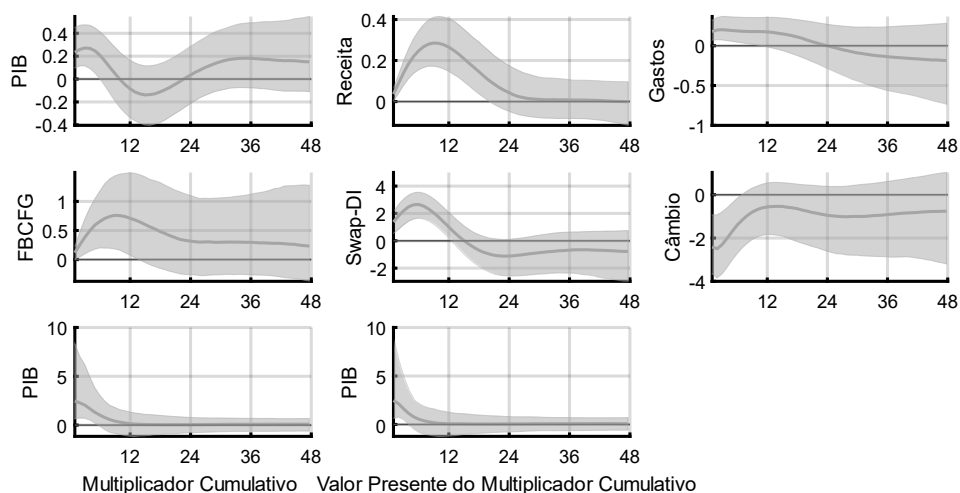 PIB
0.4
0.2
0
-0.2
-0.4
12 24 36 48
Receita
0.4
0.2
0
12 24 36 48
Gastos
0
-0.5
-1
12 24 36 48
FBCFG
1
0.5
0
12 24 36 48
Swap-DI
4
2
0
-2
12 24 36 48
Câmbio
0
-2
-4
12 24 36 48
PIB
10
5
0
12 24 36 48
Multiplicador Cumulativo
PIB
10
5
0
12 24 36 48
Valor Presente do Multiplicador Cumulativo